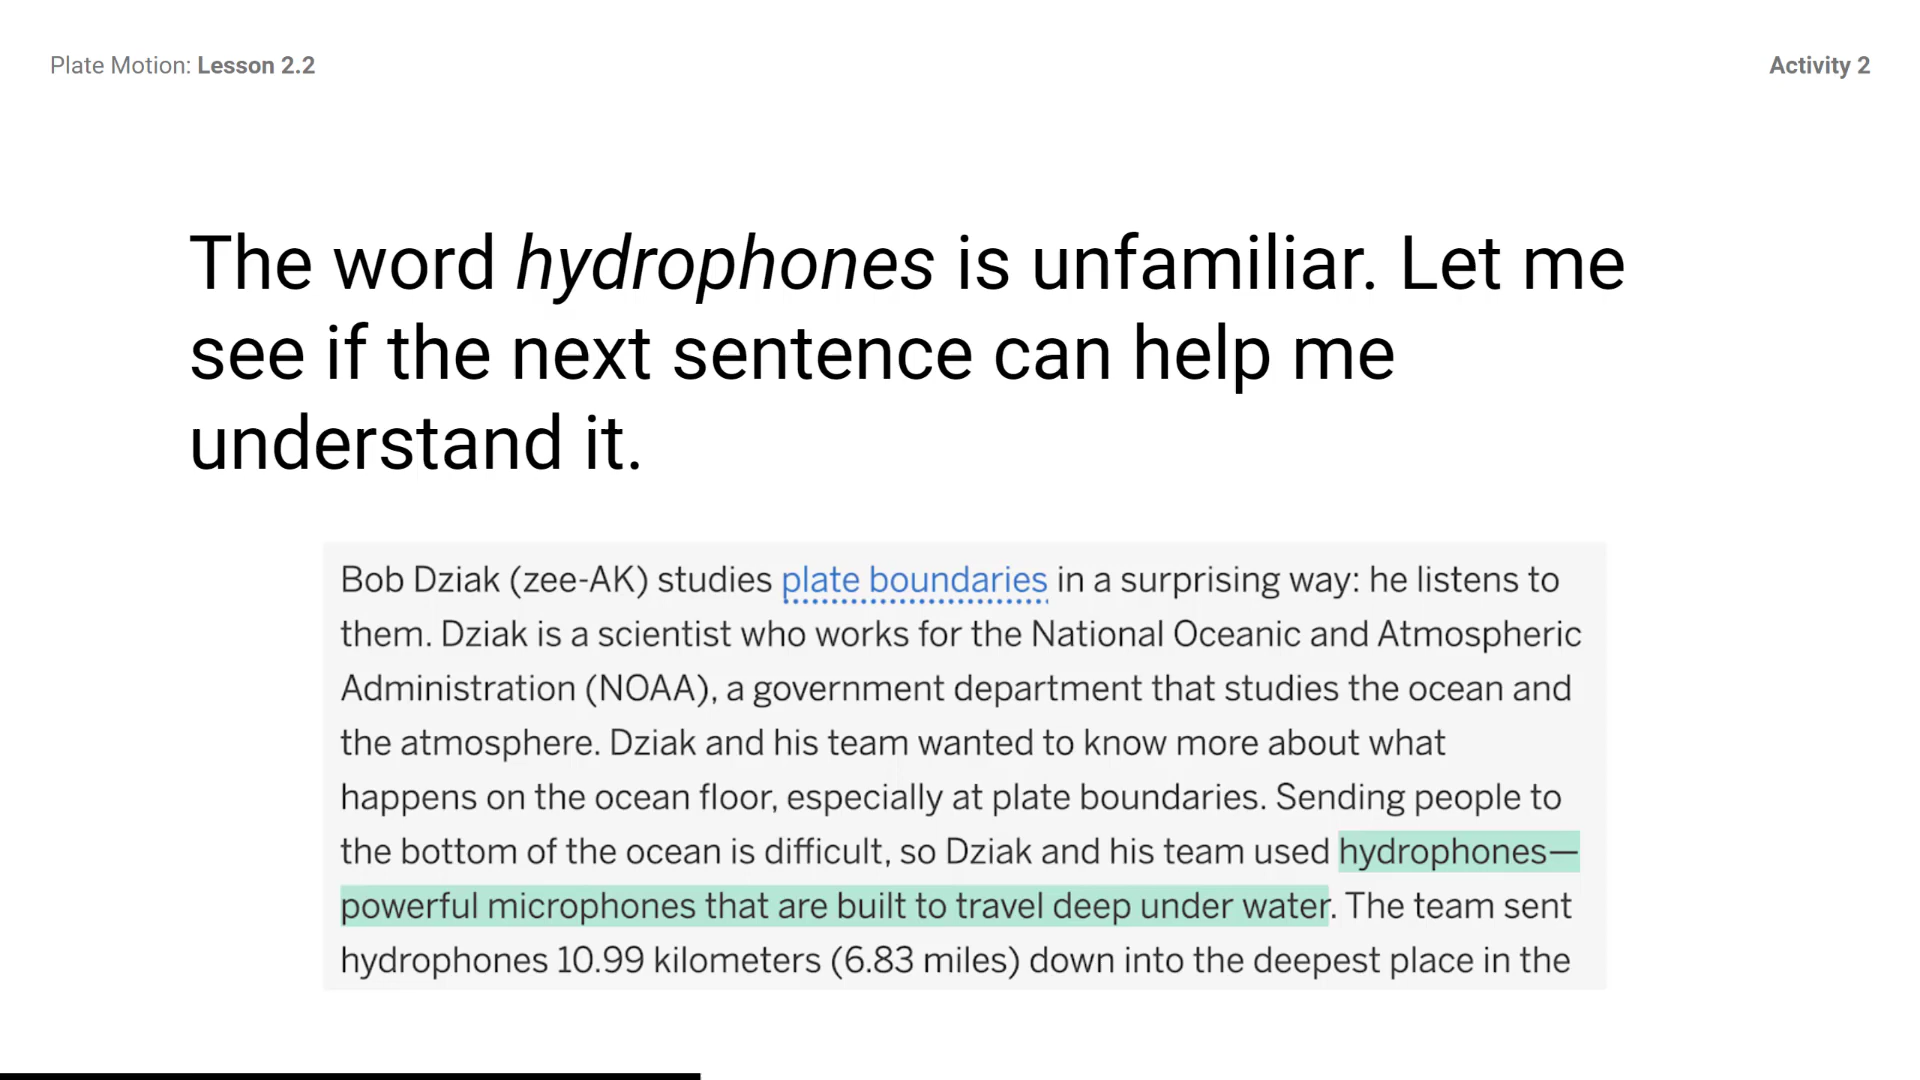 Plate Motion: Lesson 2.2
Activity 2
The word hydrophones is unfamiliar. Let me
see if the next sentence can help me
understand it.
Bob Dziak (zee-AK) studies plate boundaries in a surprising way: he listens to
them. Dziak is a scientist who works for the National Oceanic and Atmospheric
Administration (NOAA), a government department that studies the ocean and
the atmosphere. Dziak and his team wanted to know more about what
happens on the ocean floor, especially at plate boundaries. Sending people to
the bottom of the ocean is difficult, so Dziak and his team used hydrophones—
powerful microphones that are built to travel deep under water. The team sent
hydrophones 10.99 kilometers (6.83 miles) down into the deepest place in the